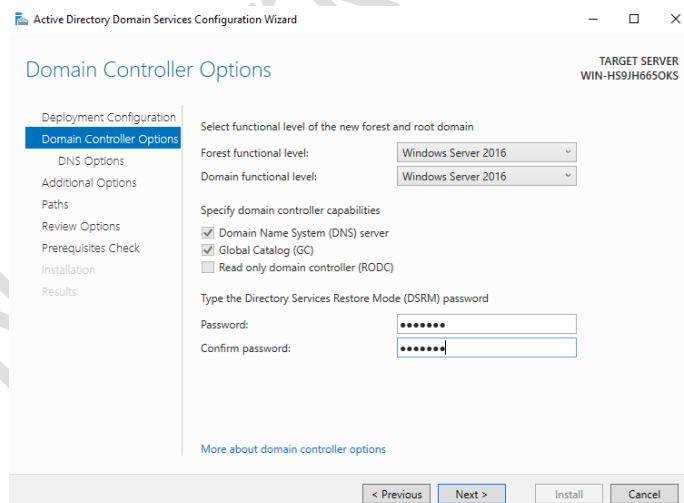 Active Directory Domain Services Configuration Wizard
Domain Controller Options
TARGET SERVER
WIN-HS9JH665OKS
Deployment Configuration
Domain Controller Options
DNS Options
Additional Options
Paths
Review Options
Prerequisites Check
Installation
Results
Select functional level of the new forest and root domain
Forest functional level: Windows Server 2016
Domain functional level: Windows Server 2016
Specify domain controller capabilities
Domain Name System (DNS) server
Global Catalog (GC)
Read only domain controller (RODC)
Type the Directory Services Restore Mode (DSRM) password
Password: •••••••
Confirm password: •••••••
More about domain controller options
< Previous Next > Install Cancel